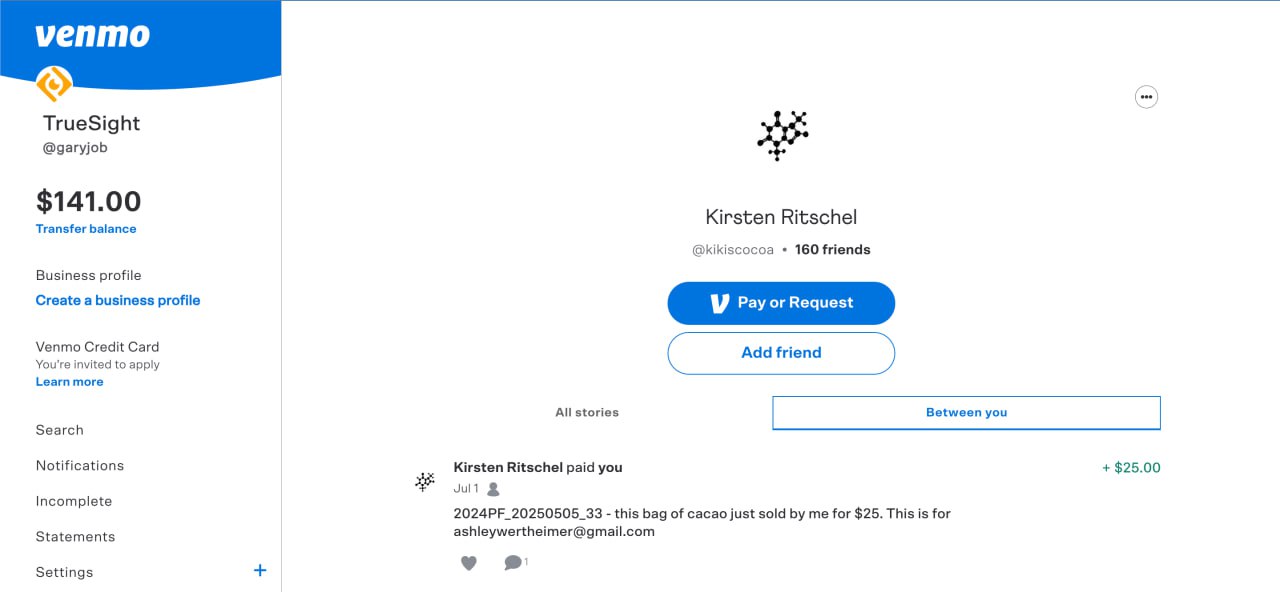 venmo
TrueSight
@garyjob
$141.00
Transfer balance
Business profile
Create a business profile
Venmo Credit Card
You're invited to apply
Learn more
Search
Notifications
Incomplete
Statements
Settings
+
Kirsten Ritschel
@kikiscocoa • 160 friends
Pay or Request
Add friend
All stories
Between you
Kirsten Ritschel paid you
+ $25.00
Jul 1
2024PF_20250505_33 - this bag of cacao just sold by me for $25. This is for
ashleywertheimer@gmail.com
1